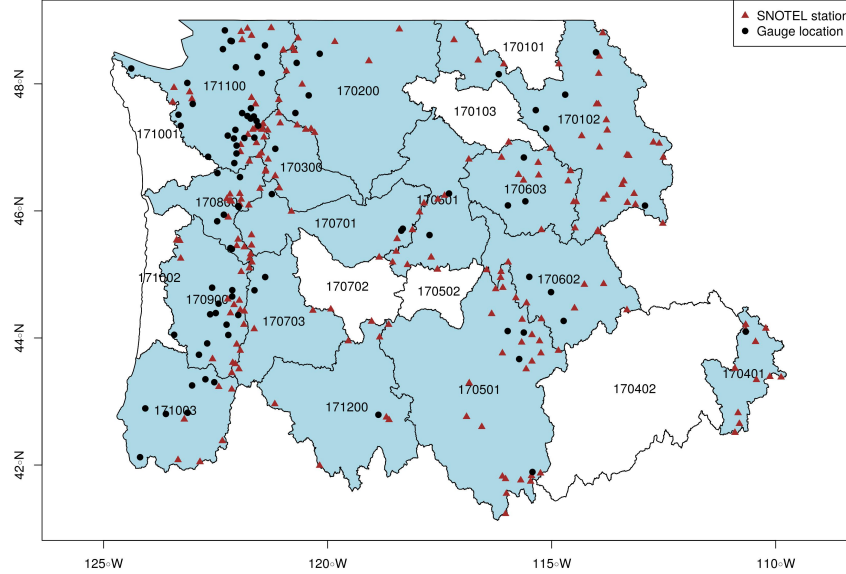 SNOTEL station
Gauge location
170101
48◦N
171100
170200
170103
170102
171001
170300
170603
170601
170800
46◦N
170701
171002
170702
170502
170602
170900
170703
44◦N
170401
170501
170402
171003
171200
42◦N
125◦W
120◦W
115◦W
110◦W